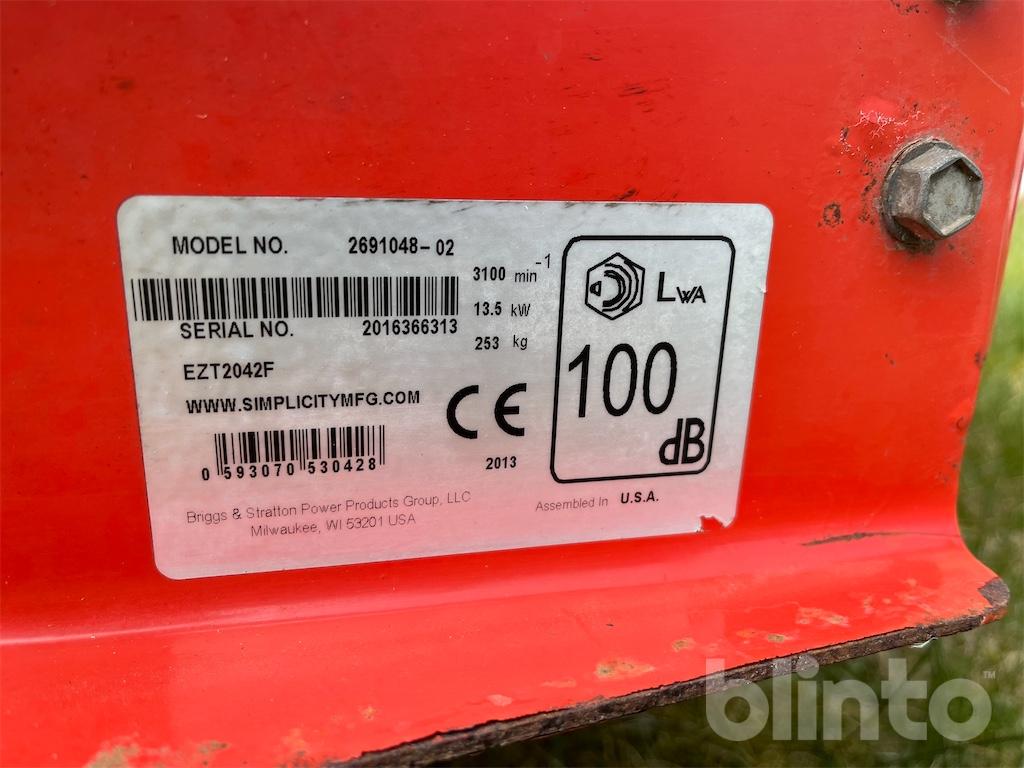 MODEL NO. 2691048-02
3100 min-1
13.5 kW
SERIAL NO. 2016366313
253 kg
EZT2042F
WWW.SIMPLICITYMFG.COM
0 593070 530428
CE
2013
LWA
100
dB
Briggs & Stratton Power Products Group, LLC
Milwaukee, WI 53201 USA
Assembled In U.S.A.
blinto™